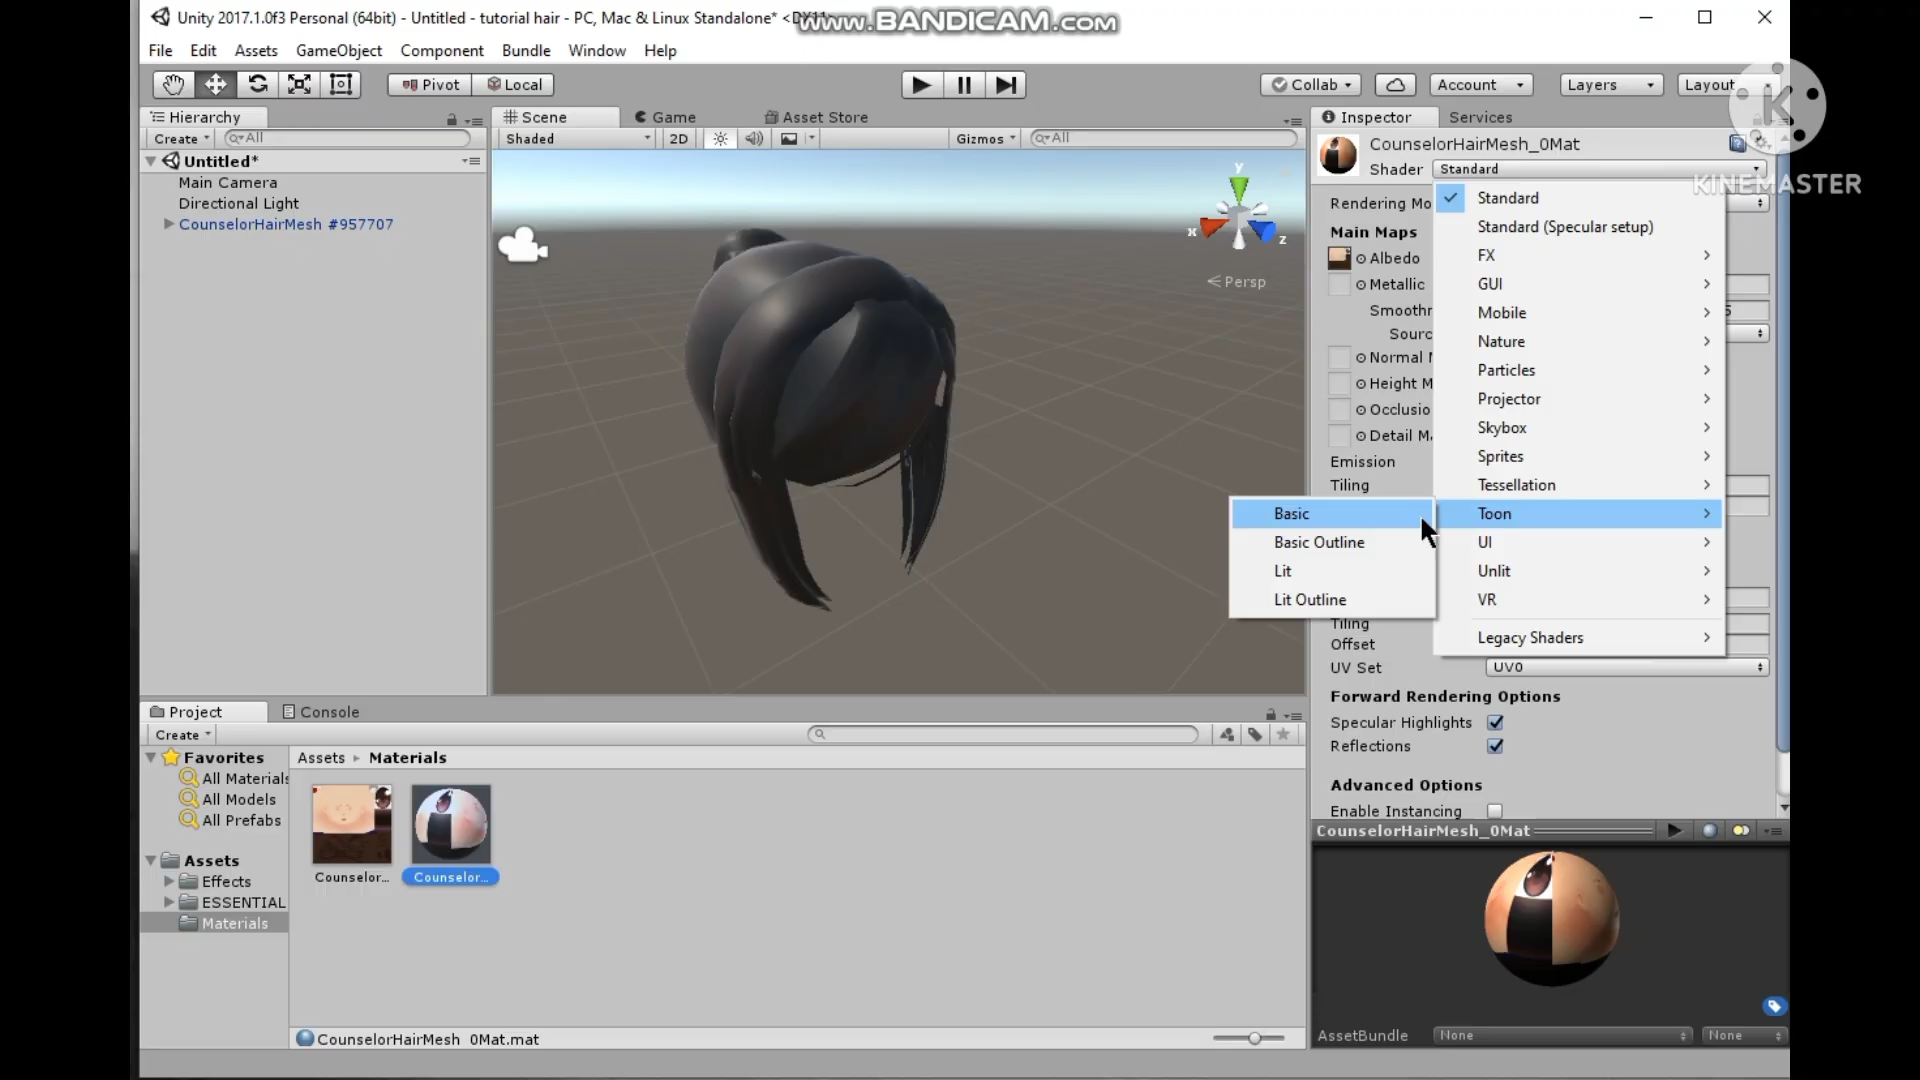 Unity 2017.1.0f3 Personal (64bit) - Untitled - tutorial hair - PC, Mac & Linux Standalone* <DX11>
www.BANDICAM.com
File Edit Assets GameObject Component Bundle Window Help
Pivot Local Collab Account Layers Layout
K
KINEMASTER
Hierarchy
Create All
Untitled*
Main Camera
Directional Light
CounselorHairMesh #957707
Scene Game Asset Store
Shaded 2D Gizmos All
y
x
z
Persp
Inspector Services
CounselorHairMesh_0Mat
Shader Standard
Rendering Mo
Main Maps
Albedo
Metallic
Smoothr
5
Sourc
Normal
Height M
Occlusio
Detail Ma
Emission
Tiling
Standard
Standard (Specular setup)
FX
GUI
Mobile
Nature
Particles
Projector
Skybox
Sprites
Tessellation
Toon
UI
Unlit
VR
Legacy Shaders
Basic
Basic Outline
Lit
Lit Outline
Tiling
Offset
UV Set UV0
Forward Rendering Options
Specular Highlights
Reflections
Advanced Options
Enable Instancing
Project Console
Create
Favorites
All Materials
All Models
All Prefabs
Assets
Effects
ESSENTIAL
Materials
Assets Materials
Counselor...
Counselor...
CounselorHairMesh_0Mat.mat
CounselorHairMesh_0Mat
AssetBundle None None